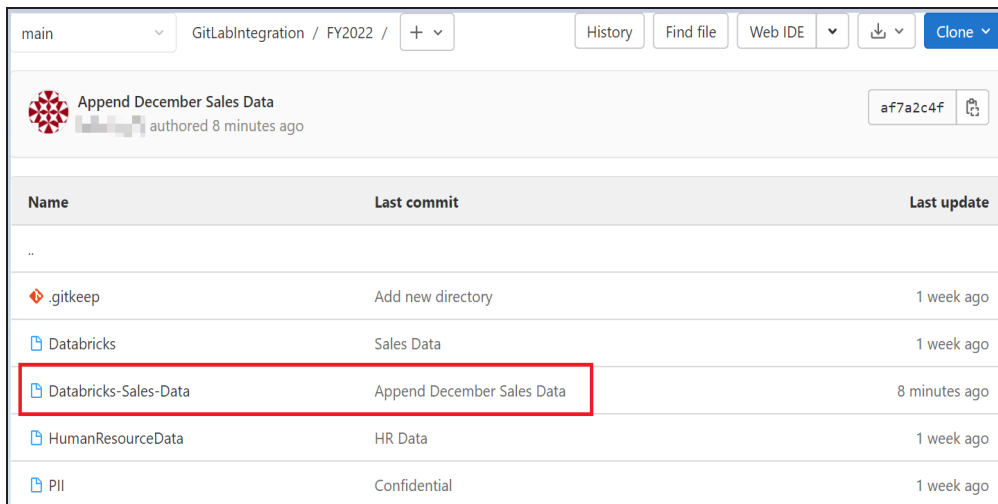 main GitLabIntegration / FY2022 / + History Find file Web IDE Clone
Append December Sales Data
authored 8 minutes ago af7a2c4f
Name Last commit Last update
..
.gitkeep Add new directory 1 week ago
Databricks Sales Data 1 week ago
Databricks-Sales-Data Append December Sales Data 8 minutes ago
HumanResourceData HR Data 1 week ago
PII Confidential 1 week ago